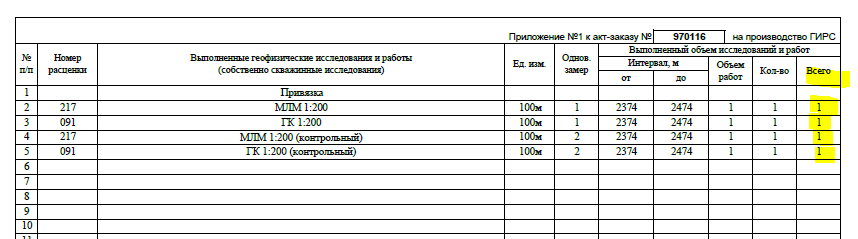 Приложение №1 к акт-заказу № 970116 на производство ГИРС
№ п/п Номер расценки Выполненные геофизические исследования и работы (собственно скважинные исследования) Ед. изм. Однов. замер Выполненный объем исследований и работ
Интервал, м Объем работ Кол-во Всего
от до
1 Привязка
2 217 МЛМ 1:200 100м 1 2374 2474 1 1 1
3 091 ГК 1:200 100м 1 2374 2474 1 1 1
4 217 МЛМ 1:200 (контрольный) 100м 2 2374 2474 1 1 1
5 091 ГК 1:200 (контрольный) 100м 2 2374 2474 1 1 1
6
7
8
9
10
11